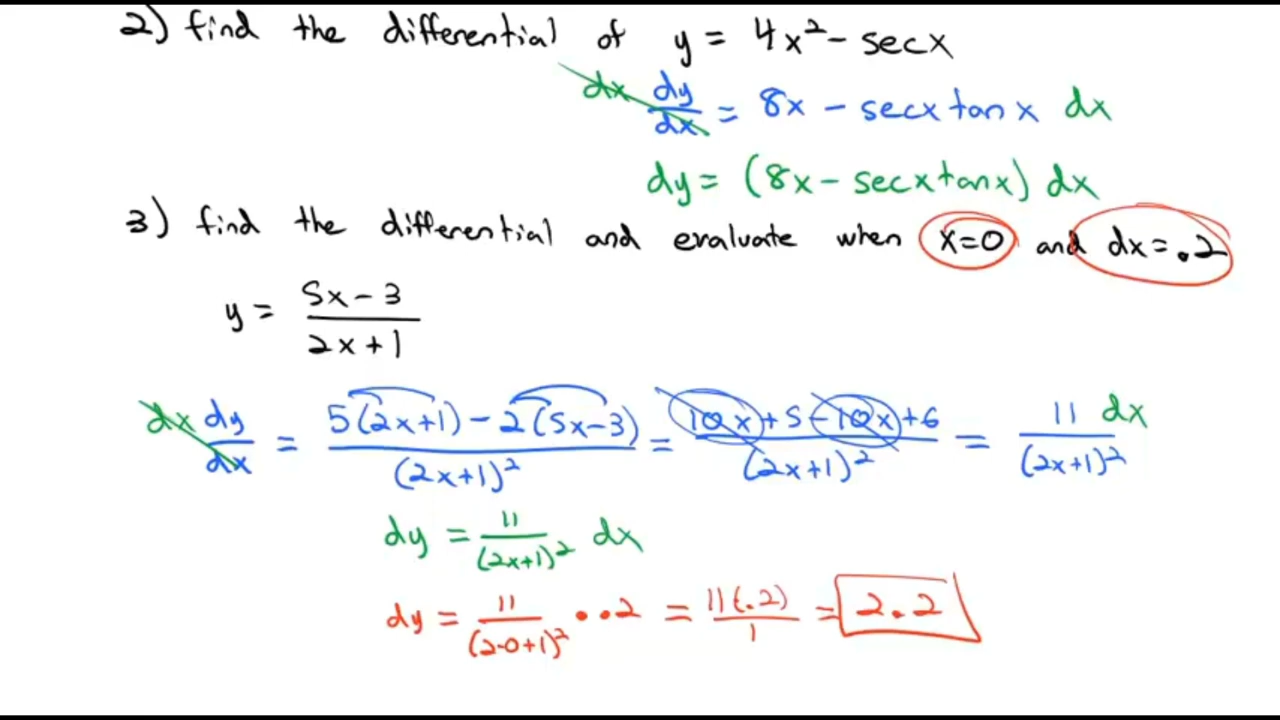 2) find the differential of y = 4x² - secx
dx dy/dx = 8x - secx tanx dx
dy = (8x - secxtanx) dx
3) find the differential and evaluate when x=0 and dx = .2
y = (5x-3)/(2x+1)
dx dy/dx = (5(2x+1) - 2(5x-3))/(2x+1)² = (10x + 5 - 10x + 6)/(2x+1)² = 11/(2x+1)² dx
dy = 11/(2x+1)² dx
dy = 11/(2·0+1)² · .2 = 11(.2)/1 = 2.2